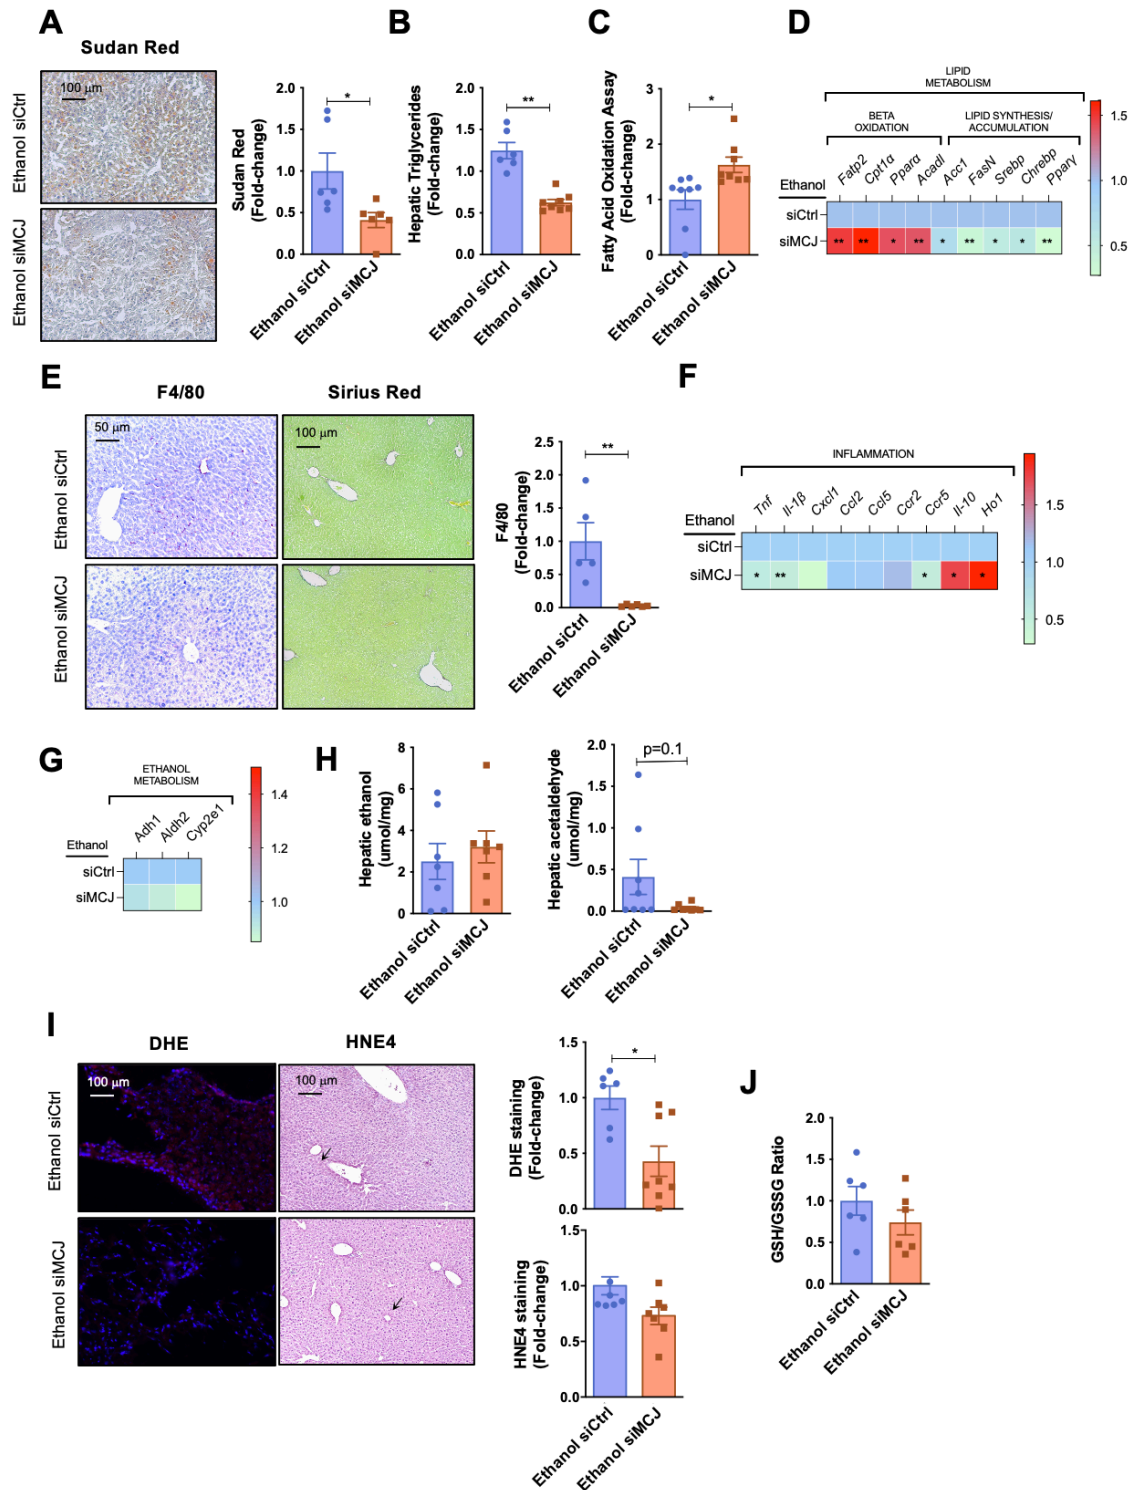 A
Sudan Red
100 μm
Ethanol siCtrl
Ethanol siMCJ
Sudan Red
(Fold-change)
2.0
1.5
1.0
0.5
0.0
*
Ethanol siCtrl
Ethanol siMCJ
B
Hepatic Triglycerides
(Fold-change)
2.0
1.5
1.0
0.5
0.0
**
Ethanol siCtrl
Ethanol siMCJ
C
Fatty Acid Oxidation Assay
(Fold-change)
3
2
1
0
*
Ethanol siCtrl
Ethanol siMCJ
D
LIPID
METABOLISM
BETA
OXIDATION
LIPID SYNTHESIS/
ACCUMULATION
Fatp2 Cpt1α Pparα Acadl Acc1 FasN Srebp Chrebp Pparγ
Ethanol
siCtrl
siMCJ
** ** * ** * ** * * **
1.5
1.0
0.5
E
F4/80
Sirius Red
50 μm
100 μm
Ethanol siCtrl
Ethanol siMCJ
F4/80
(Fold-change)
2.5
2.0
1.5
1.0
0.5
0.0
**
Ethanol siCtrl
Ethanol siMCJ
F
INFLAMMATION
Tnf Il-1β Cxcl1 Ccl2 Ccl5 Ccr2 Ccr5 Il-10 Ho1
Ethanol
siCtrl
siMCJ
* ** * * *
1.5
1.0
0.5
G
ETHANOL
METABOLISM
Adh1 Aldh2 Cyp2e1
Ethanol
siCtrl
siMCJ
1.4
1.2
1.0
H
Hepatic ethanol
(umol/mg)
8
6
4
2
0
Ethanol siCtrl
Ethanol siMCJ
Hepatic acetaldehyde
(umol/mg)
2.0
1.5
1.0
0.5
0.0
p=0.1
Ethanol siCtrl
Ethanol siMCJ
I
DHE
HNE4
100 μm
100 μm
Ethanol siCtrl
Ethanol siMCJ
DHE staining
(Fold-change)
1.5
1.0
0.5
0.0
*
HNE4 staining
(Fold-change)
1.5
1.0
0.5
0.0
Ethanol siCtrl
Ethanol siMCJ
J
GSH/GSSG Ratio
2.0
1.5
1.0
0.5
0.0
Ethanol siCtrl
Ethanol siMCJ